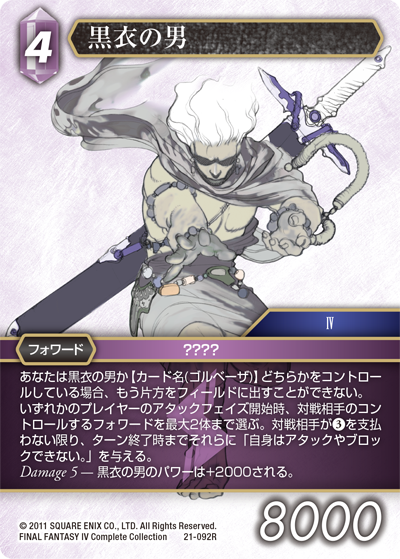 4
黒衣の男
Ⅳ
フォワード
????
あなたは黒衣の男か【カード名(ゴルベーザ)】どちらかをコントロール
している場合、もう片方をフィールドに出すことができない。
いずれかのプレイヤーのアタックフェイズ開始時、対戦相手のコン
トロールするフォワードを最大2体まで選ぶ。対戦相手が❸を支払
わない限り、ターン終了時までそれらに「自身はアタックやブロッ
クできない。」を与える。
Damage 5 — 黒衣の男のパワーは+2000される。
© 2011 SQUARE ENIX CO., LTD. All Rights Reserved.
FINAL FANTASY IV Complete Collection 21-092R
8000